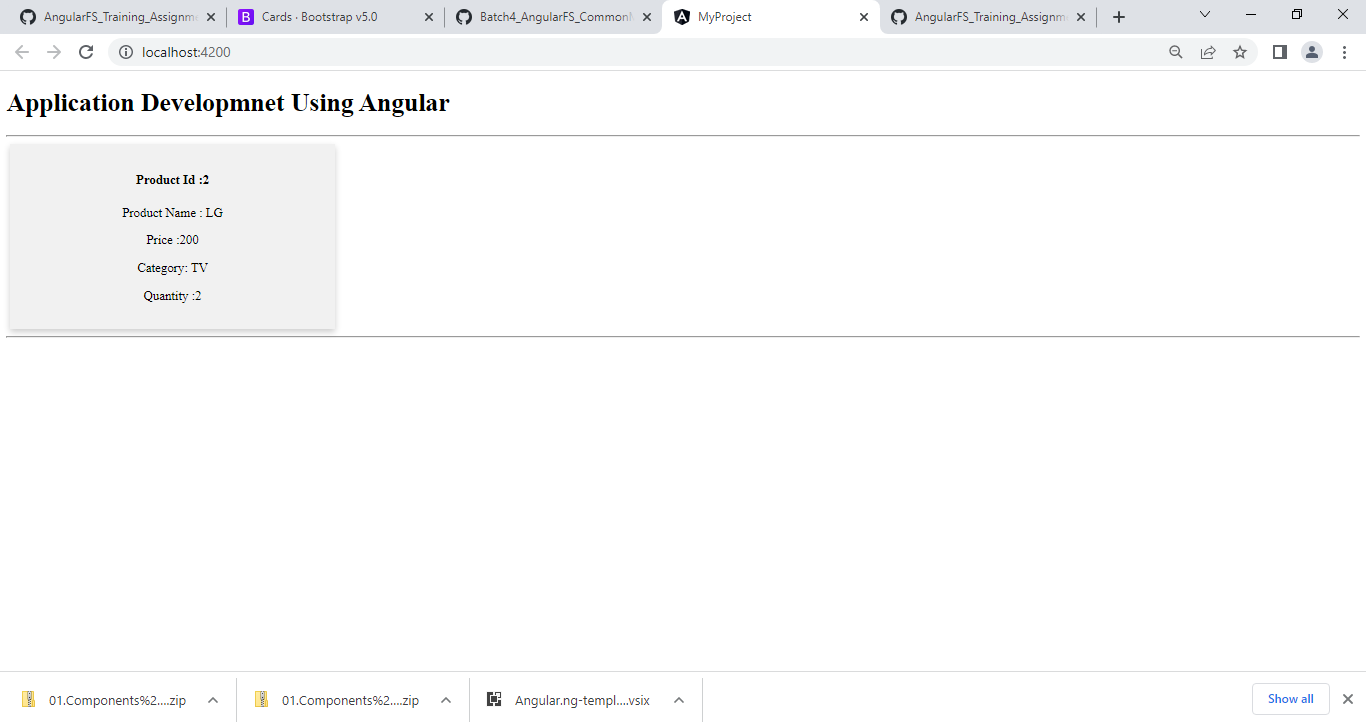 AngularFS_Training_Assignm
Cards · Bootstrap v5.0
Batch4_AngularFS_Common
MyProject
AngularFS_Training_Assignm
localhost:4200
Application Developmnet Using Angular
Product Id :2
Product Name : LG
Price :200
Category: TV
Quantity :2
01.Components%2....zip
01.Components%2....zip
Angular.ng-templ....vsix
Show all